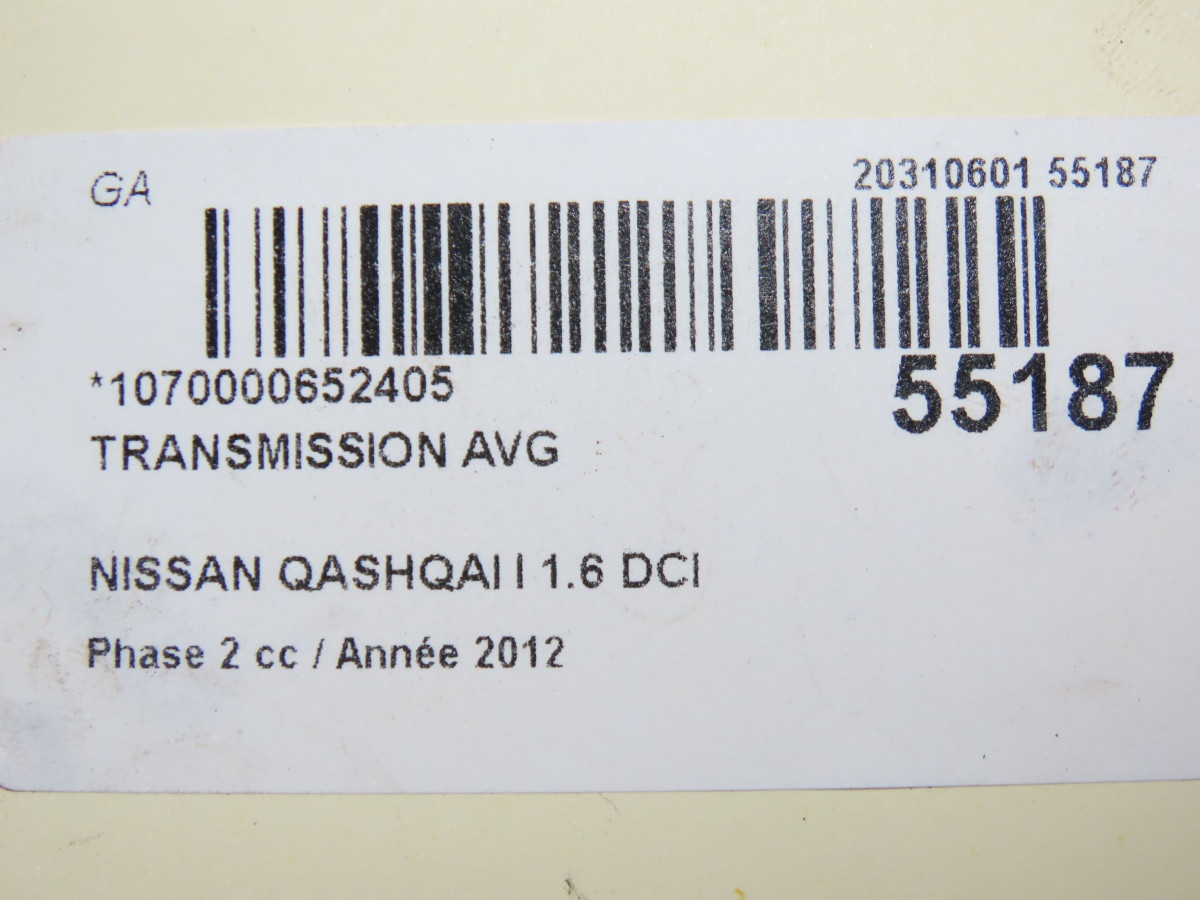 GA
20310601 55187
*1070000652405
55187
TRANSMISSION AVG
NISSAN QASHQAI I 1.6 DCI
Phase 2 cc / Année 2012